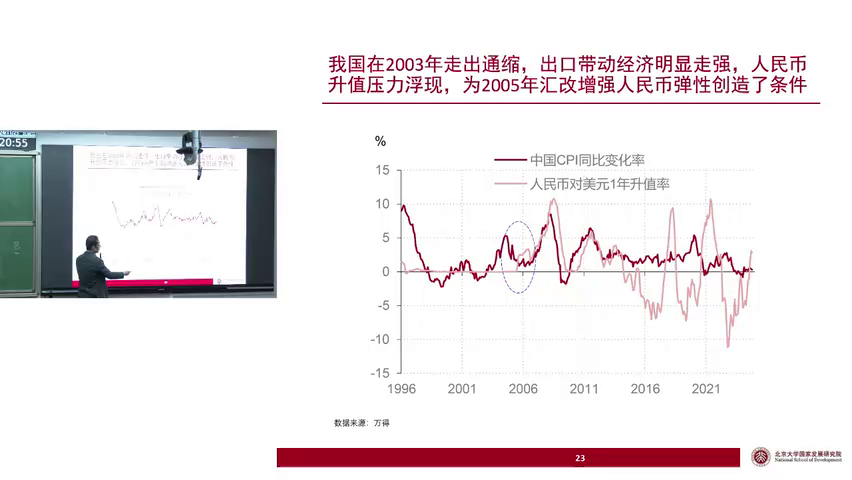 我国在2003年走出通缩，出口带动经济明显走强，人民币
升值压力浮现，为2005年汇改增强人民币弹性创造了条件
20:55
%
中国CPI同比变化率
人民币对美元1年升值率
15
10
5
0
-5
-10
-15
1996 2001 2006 2011 2016 2021
数据来源：万得
23
北京大学国家发展研究院
National School of Development